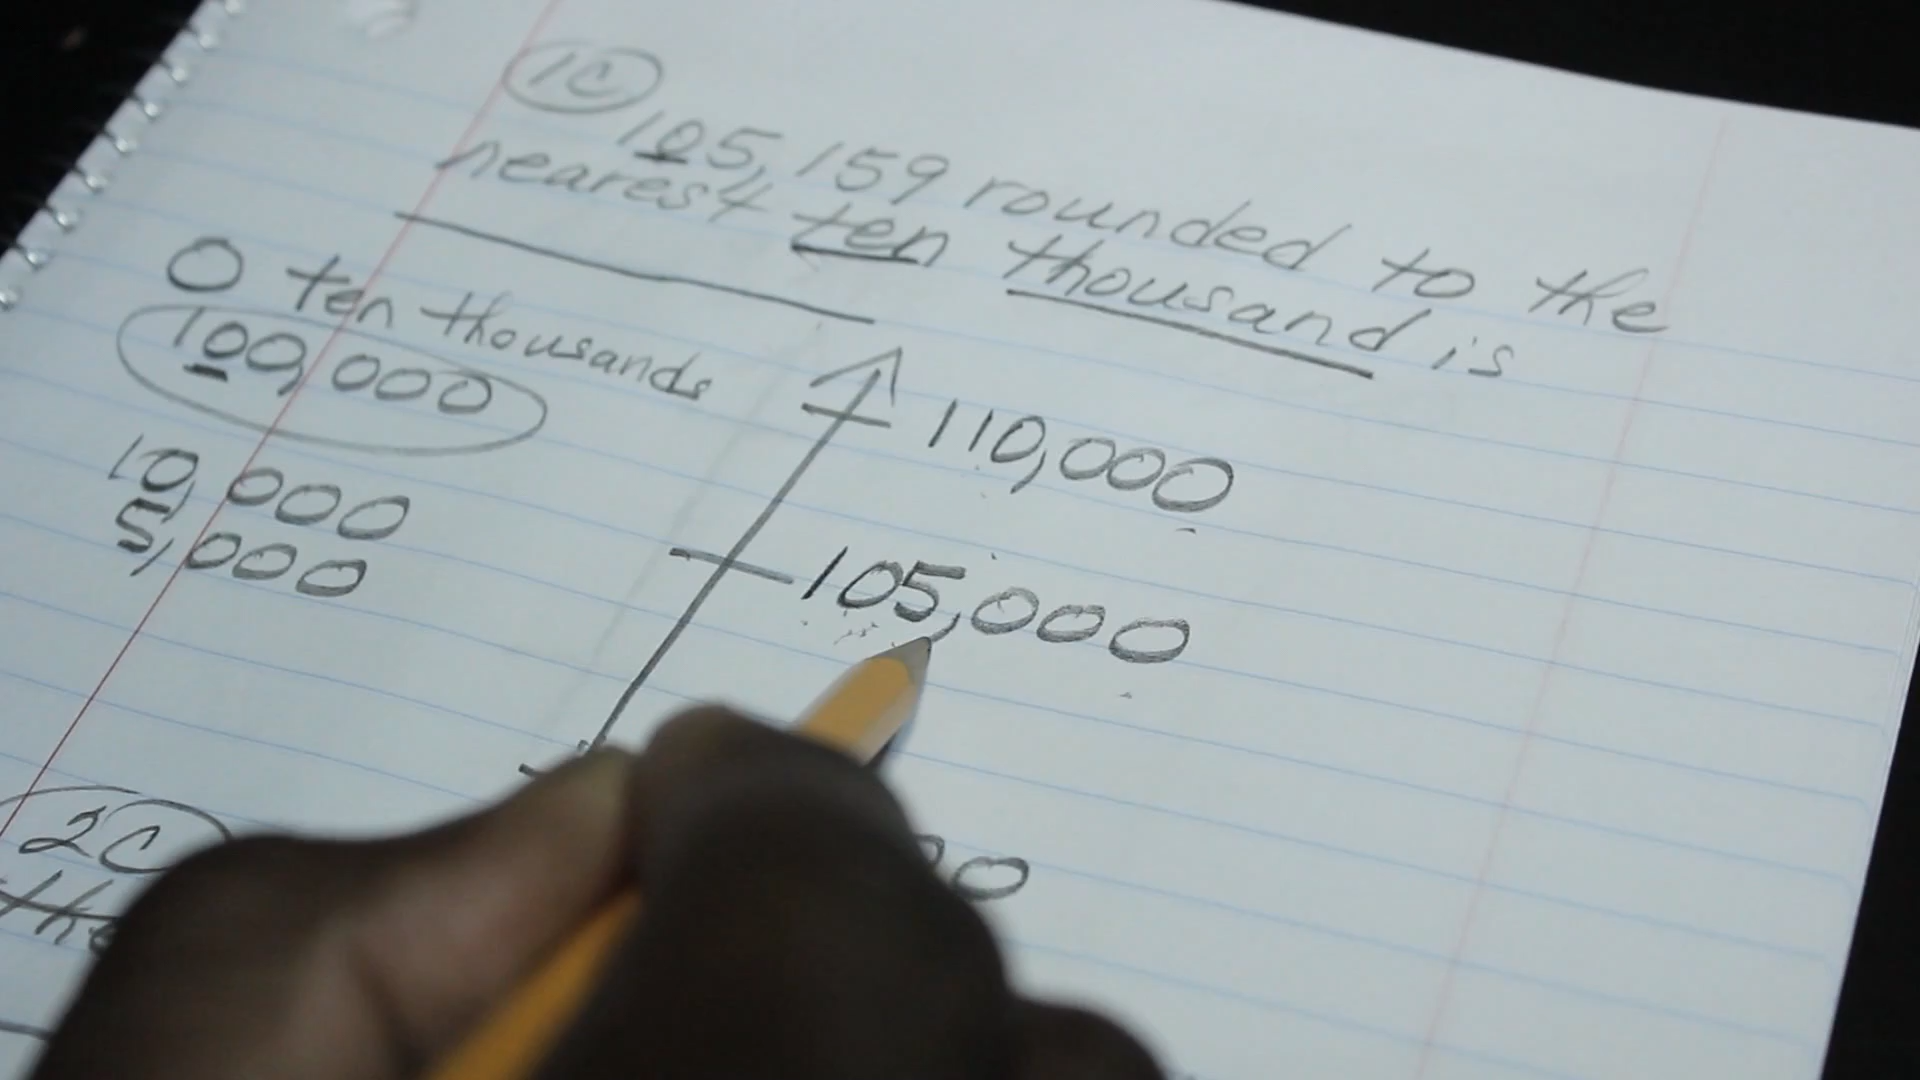 1C
105,159 rounded to the
nearest ten thousand is
0 ten thousands
100,000
10,000
5,000
110,000
105,000
2C
the